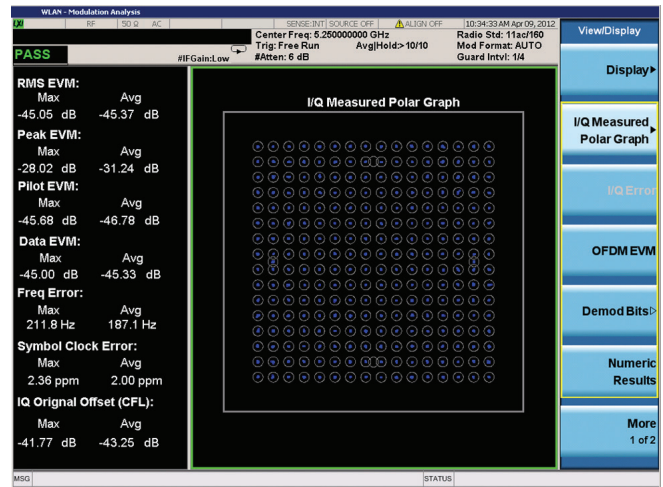 WLAN - Modulation Analysis
LXI RF 50 Ω AC SENSE:INT SOURCE OFF ALIGN OFF 10:34:33 AM Apr 09, 2012
Center Freq: 5.250000000 GHz Radio Std: 11ac/160
Trig: Free Run Avg|Hold:> 10/10 Mod Format: AUTO
PASS #IFGain:Low #Atten: 6 dB Guard Intvl: 1/4
RMS EVM:
Max Avg
-45.05 dB -45.37 dB
Peak EVM:
Max Avg
-28.02 dB -31.24 dB
Pilot EVM:
Max Avg
-45.68 dB -46.78 dB
Data EVM:
Max Avg
-45.00 dB -45.33 dB
Freq Error:
Max Avg
211.8 Hz 187.1 Hz
Symbol Clock Error:
Max Avg
2.36 ppm 2.00 ppm
IQ Orignal Offset (CFL):
Max Avg
-41.77 dB -43.25 dB
I/Q Measured Polar Graph
View/Display
Display
I/Q Measured
Polar Graph
I/Q Error
OFDM EVM
Demod Bits
Numeric
Results
More
1 of 2
MSG STATUS